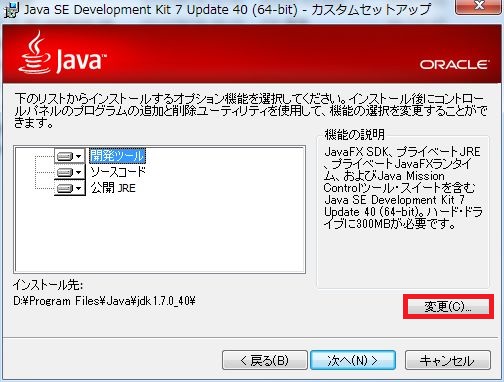 Java SE Development Kit 7 Update 40 (64-bit) - カスタムセットアップ
Java™
ORACLE
下のリストからインストールするオプション機能を選択してください。インストール後にコントロー
ルパネルのプログラムの追加と削除ユーティリティを使用して、機能の選択を変更することがで
きます。
開発ツール
ソースコード
公開 JRE
機能の説明
JavaFX SDK、プライベートJRE
、プライベートJavaFXランタイ
ム、およびJava Mission
Controlツール・スイートを含む
Java SE Development Kit 7
Update 40 (64-bit)。ハード・ドラ
イブに300MBが必要です。
インストール先:
D:¥Program Files¥Java¥jdk1.7.0_40¥
変更(C)...
< 戻る(B)
次へ(N) >
キャンセル